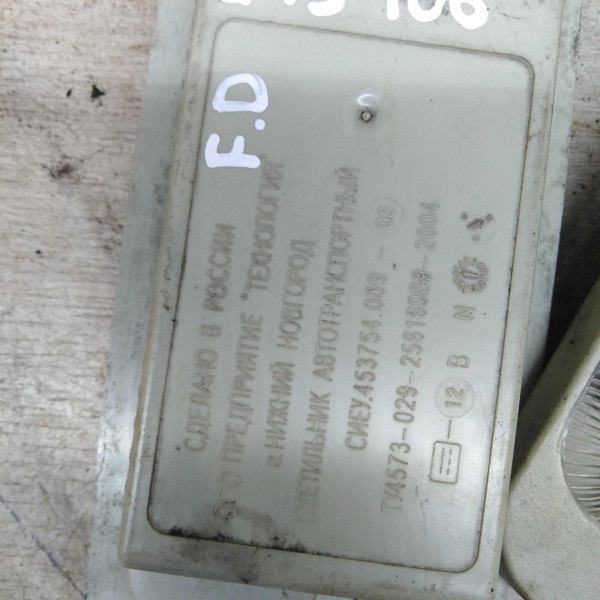 F.D
СДЕЛАНО В РОССИИ
ООО ПРЕДПРИЯТИЕ "ТЕХНОЛОГИЯ"
г. НИЖНИЙ НОВГОРОД
СВЕТИЛЬНИК АВТОТРАНСПОРТНЫЙ
СИЕУ.453754.009 - 03
ТУ4573-029-25616989-2004
12 В N